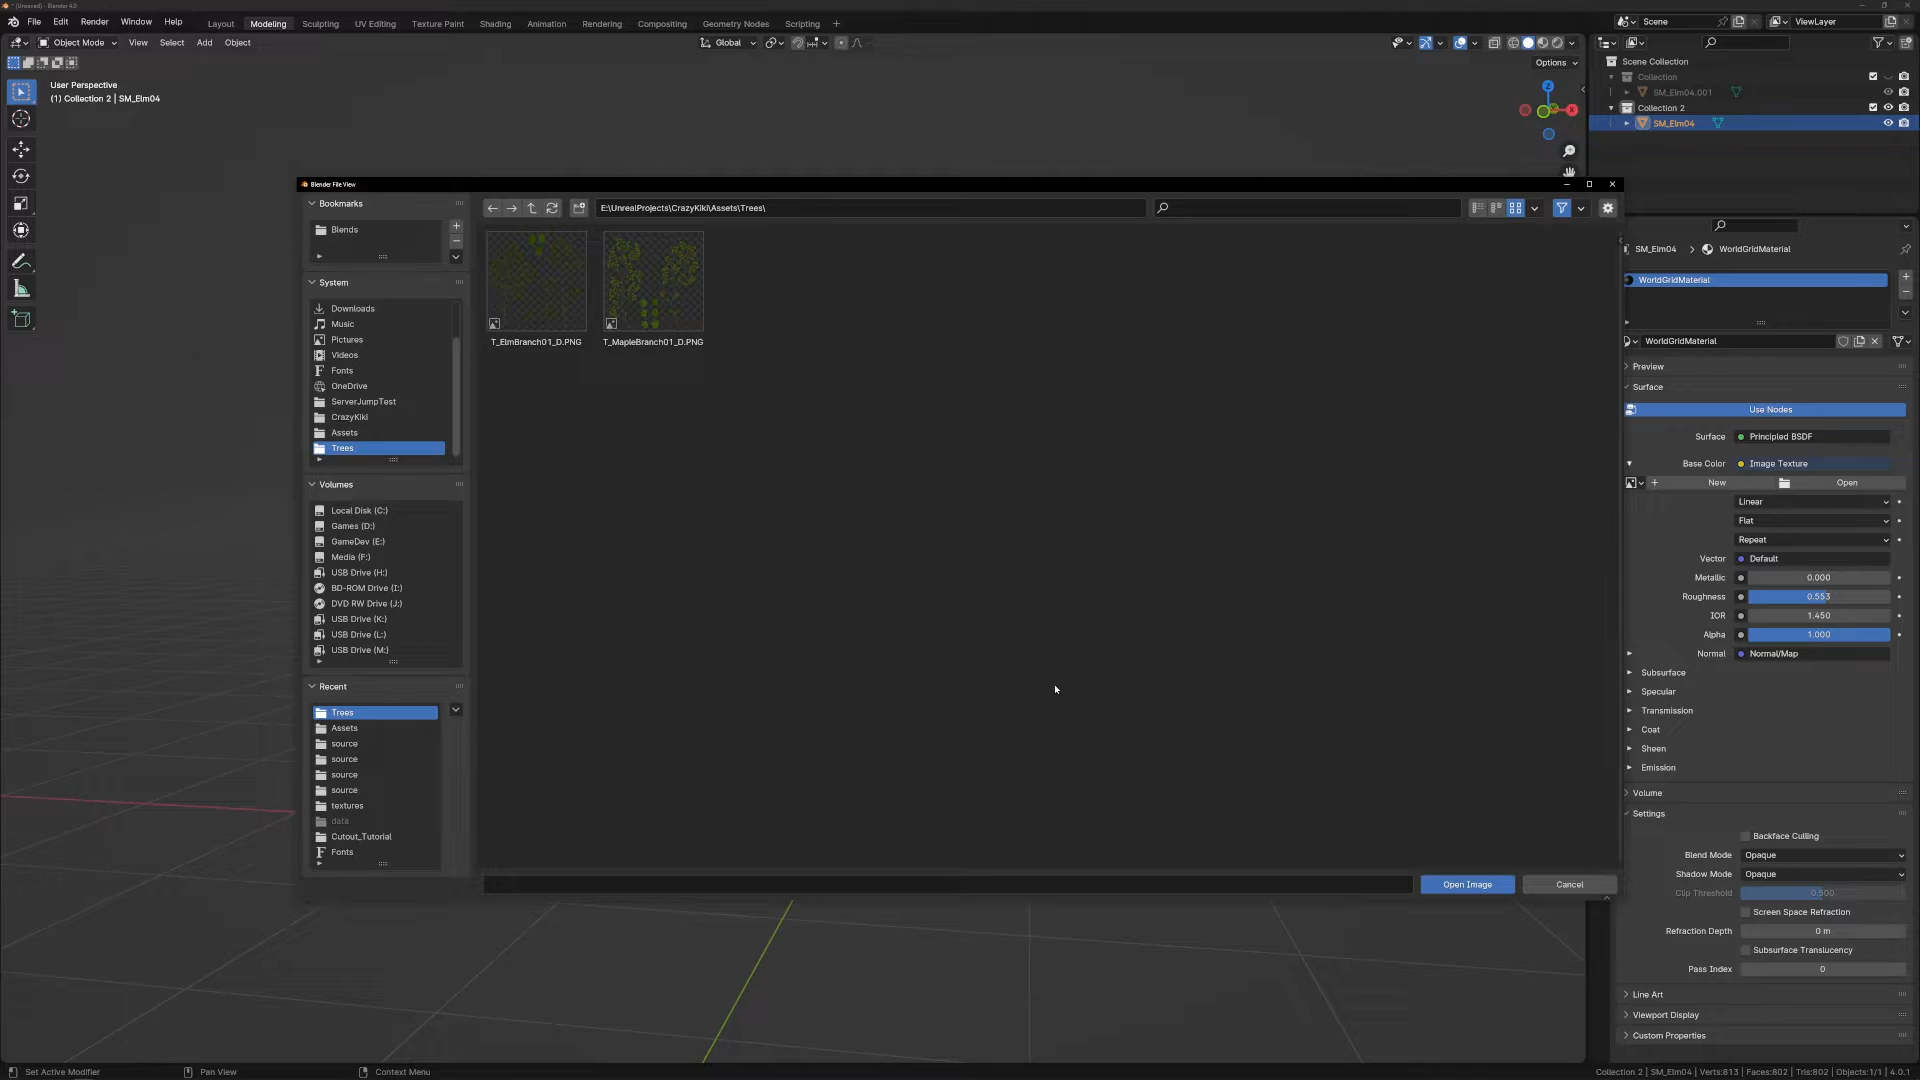 * (Unsaved) - Blender 4.0
File Edit Render Window Help Layout Modeling Sculpting UV Editing Texture Paint Shading Animation Rendering Compositing Geometry Nodes Scripting + Scene ViewLayer
Object Mode View Select Add Object Global
Options
User Perspective
(1) Collection 2 | SM_Elm04
Z
X
Scene Collection
Collection
SM_Elm04.001
Collection 2
SM_Elm04
Blender File View
Bookmarks
Blends
System
Downloads
Music
Pictures
Videos
Fonts
OneDrive
ServerJumpTest
CrazyKiki
Assets
Trees
Volumes
Local Disk (C:)
Games (D:)
GameDev (E:)
Media (F:)
USB Drive (H:)
BD-ROM Drive (I:)
DVD RW Drive (J:)
USB Drive (K:)
USB Drive (L:)
USB Drive (M:)
Recent
Trees
Assets
source
source
source
source
textures
data
Cutout_Tutorial
Fonts
E:\UnrealProjects\CrazyKiki\Assets\Trees\
T_ElmBranch01_D.PNG
T_MapleBranch01_D.PNG
Open Image
Cancel
SM_Elm04 > WorldGridMaterial
WorldGridMaterial
WorldGridMaterial
Preview
Surface
Use Nodes
Surface Principled BSDF
Base Color Image Texture
New Open
Linear
Flat
Repeat
Vector Default
Metallic 0.000
Roughness 0.553
IOR 1.450
Alpha 1.000
Normal Normal/Map
Subsurface
Specular
Transmission
Coat
Sheen
Emission
Volume
Settings
Backface Culling
Blend Mode Opaque
Shadow Mode Opaque
Clip Threshold 0.500
Screen Space Refraction
Refraction Depth 0 m
Subsurface Translucency
Pass Index 0
Line Art
Viewport Display
Custom Properties
Set Active Modifier Pan View Context Menu
Collection 2 | SM_Elm04 | Verts:813 | Faces:802 | Tris:802 | Objects:1/1 | 4.0.1